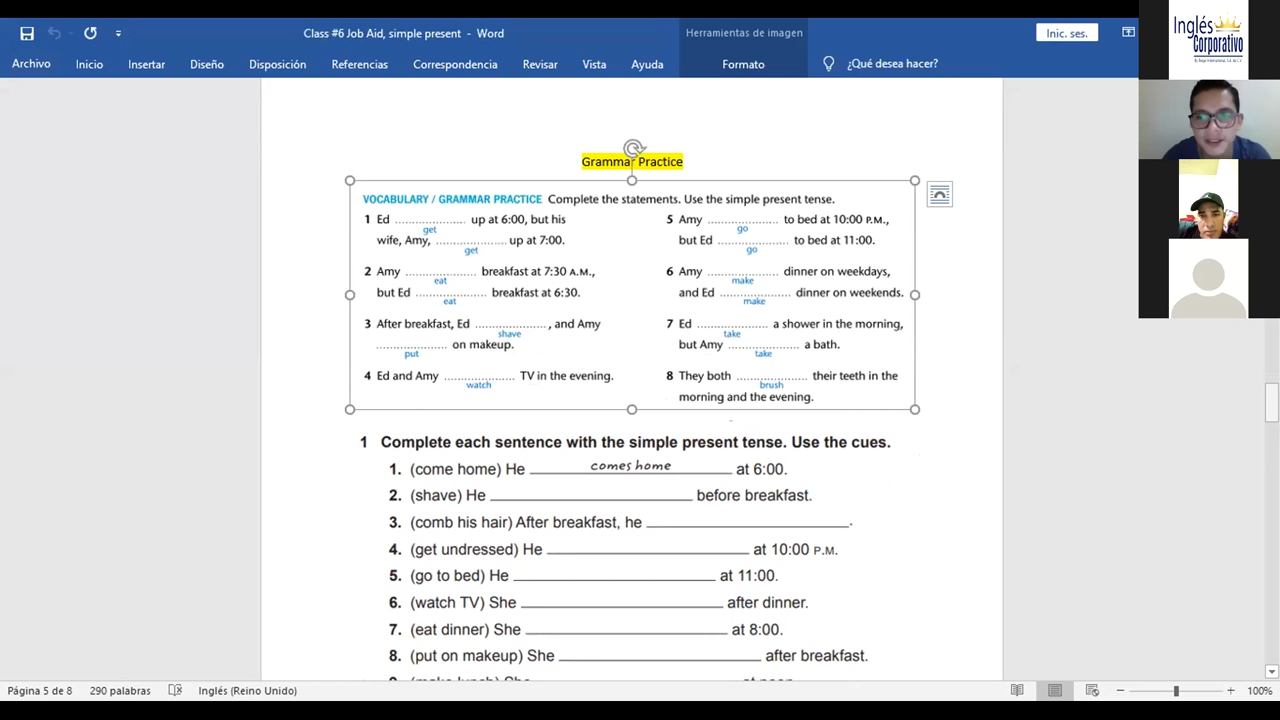 Class #6 Job Aid, simple present - Word
Herramientas de imagen
Inic. ses.
Archivo Inicio Insertar Diseño Disposición Referencias Correspondencia Revisar Vista Ayuda Formato ¿Qué desea hacer?
Inglés
Corporativo
Grammar Practice
VOCABULARY / GRAMMAR PRACTICE Complete the statements. Use the simple present tense.
1 Ed .................... up at 6:00, but his
get
wife, Amy, .................... up at 7:00.
get
2 Amy .................... breakfast at 7:30 A.M.,
eat
but Ed .................... breakfast at 6:30.
eat
3 After breakfast, Ed .................... , and Amy
shave
.................... on makeup.
put
4 Ed and Amy .................... TV in the evening.
watch
5 Amy .................... to bed at 10:00 P.M.,
go
but Ed .................... to bed at 11:00.
go
6 Amy .................... dinner on weekdays,
make
and Ed .................... dinner on weekends.
make
7 Ed .................... a shower in the morning,
take
but Amy .................... a bath.
take
8 They both .................... their teeth in the
brush
morning and the evening.
1 Complete each sentence with the simple present tense. Use the cues.
1. (come home) He comes home at 6:00.
2. (shave) He ____________________ before breakfast.
3. (comb his hair) After breakfast, he ____________________.
4. (get undressed) He ____________________ at 10:00 P.M.
5. (go to bed) He ____________________ at 11:00.
6. (watch TV) She ____________________ after dinner.
7. (eat dinner) She ____________________ at 8:00.
8. (put on makeup) She ____________________ after breakfast.
Página 5 de 8 290 palabras Inglés (Reino Unido) 100%